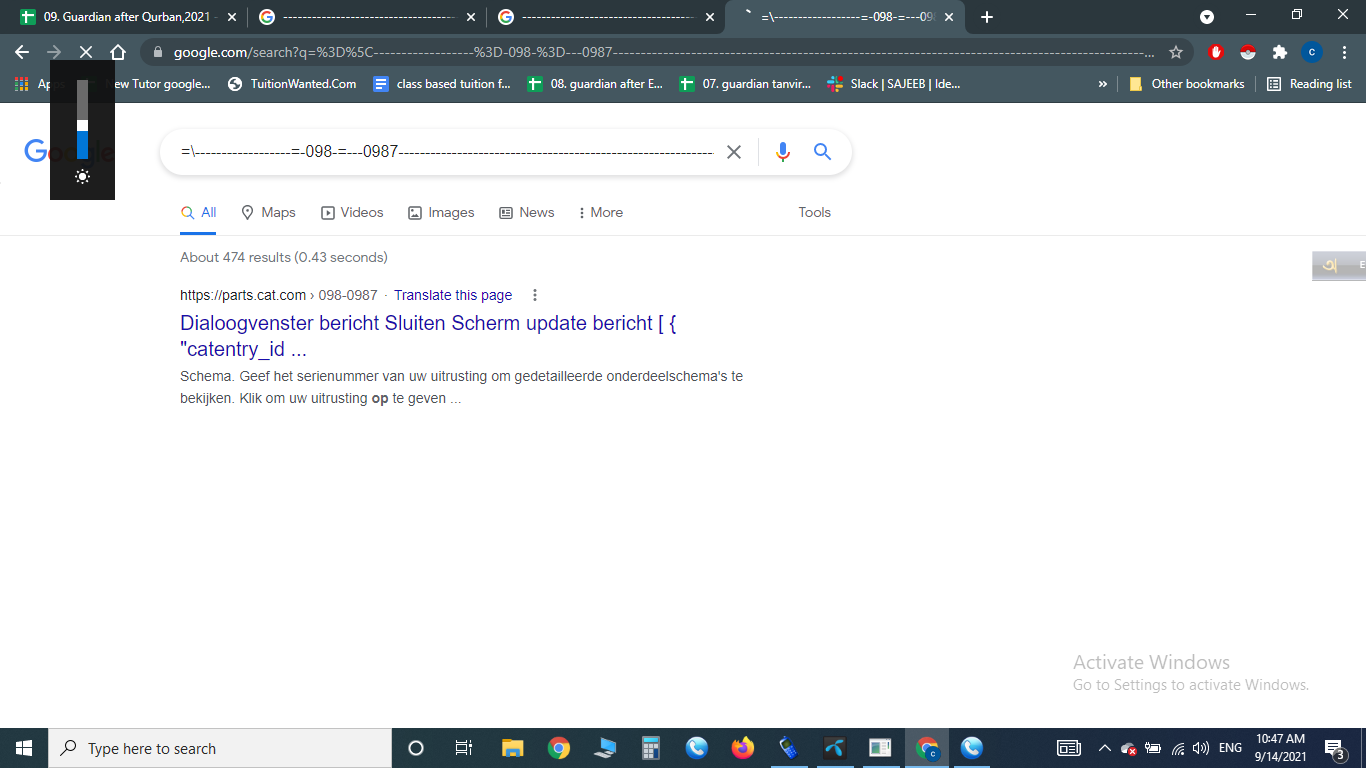 09. Guardian after Qurban,2021 -
--------------------------------------
--------------------------------------
=\------------------=-098-=---098
google.com/search?q=%3D%5C------------------%3D-098-%3D---0987------------------------------------------------------------------------------------------------...
New Tutor google...
TuitionWanted.Com
class based tuition f...
08. guardian after E...
07. guardian tanvir...
Slack | SAJEEB | Ide...
»
Other bookmarks
Reading list
=\------------------=-098-=---0987------------------------------------------------------------
All
Maps
Videos
Images
News
More
Tools
About 474 results (0.43 seconds)
https://parts.cat.com › 098-0987 · Translate this page
Dialoogvenster bericht Sluiten Scherm update bericht [ {
"catentry_id ...
Schema. Geef het serienummer van uw uitrusting om gedetailleerde onderdeelschema's te
bekijken. Klik om uw uitrusting op te geven ...
অ E
Activate Windows
Go to Settings to activate Windows.
Type here to search
ENG
10:47 AM
9/14/2021
3